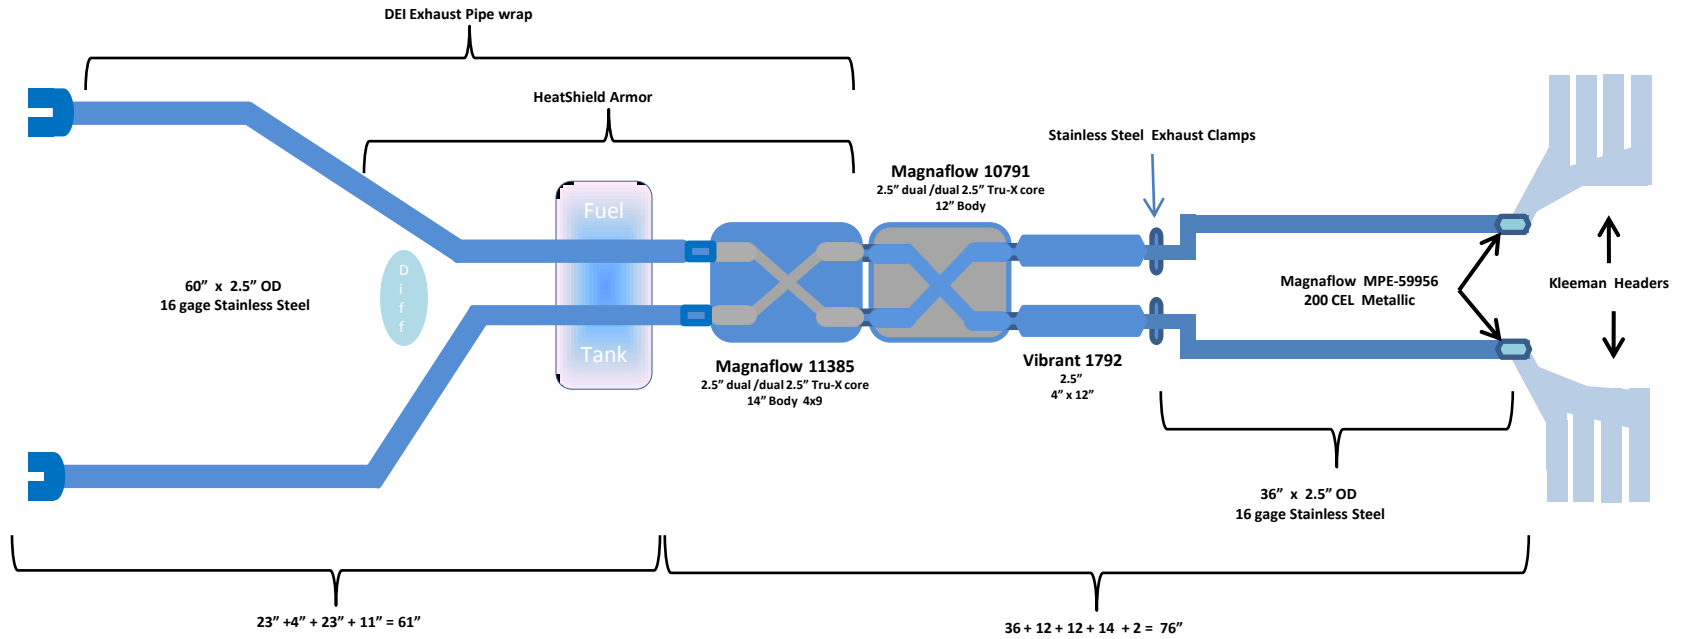 DEI Exhaust Pipe wrap
HeatShield Armor
Stainless Steel Exhaust Clamps
Magnaflow 10791
2.5” dual /dual 2.5” Tru-X core
12” Body
Fuel
Tank
Diff
60” x 2.5” OD
16 gage Stainless Steel
Magnaflow MPE-59956
200 CEL Metallic
Kleeman Headers
Magnaflow 11385
2.5” dual /dual 2.5” Tru-X core
14” Body 4x9
Vibrant 1792
2.5”
4” x 12”
36” x 2.5” OD
16 gage Stainless Steel
23” +4” + 23” + 11” = 61”
36 + 12 + 12 + 14 + 2 = 76”